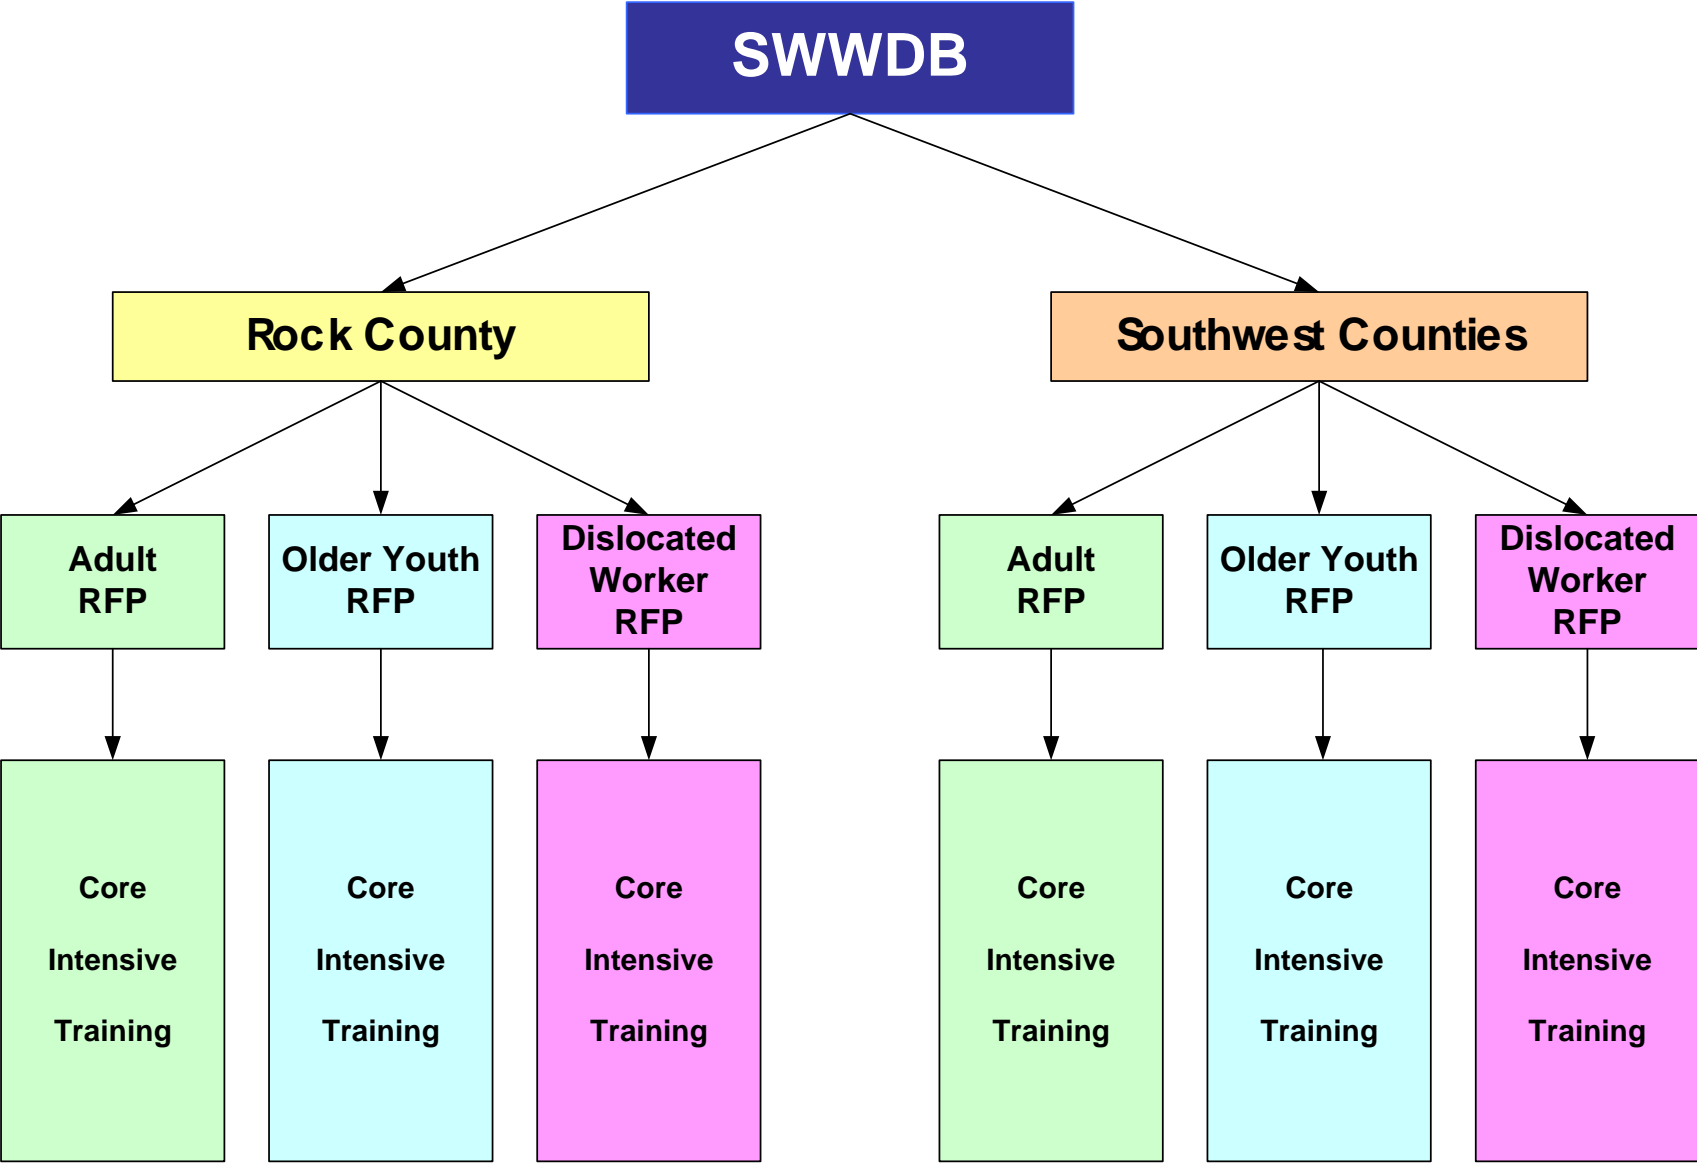 SWWDB
Rock County
Southwest Counties
Adult
RFP
Older Youth
RFP
Dislocated
Worker
RFP
Adult
RFP
Older Youth
RFP
Dislocated
Worker
RFP
Core
Intensive
Training
Core
Intensive
Training
Core
Intensive
Training
Core
Intensive
Training
Core
Intensive
Training
Core
Intensive
Training